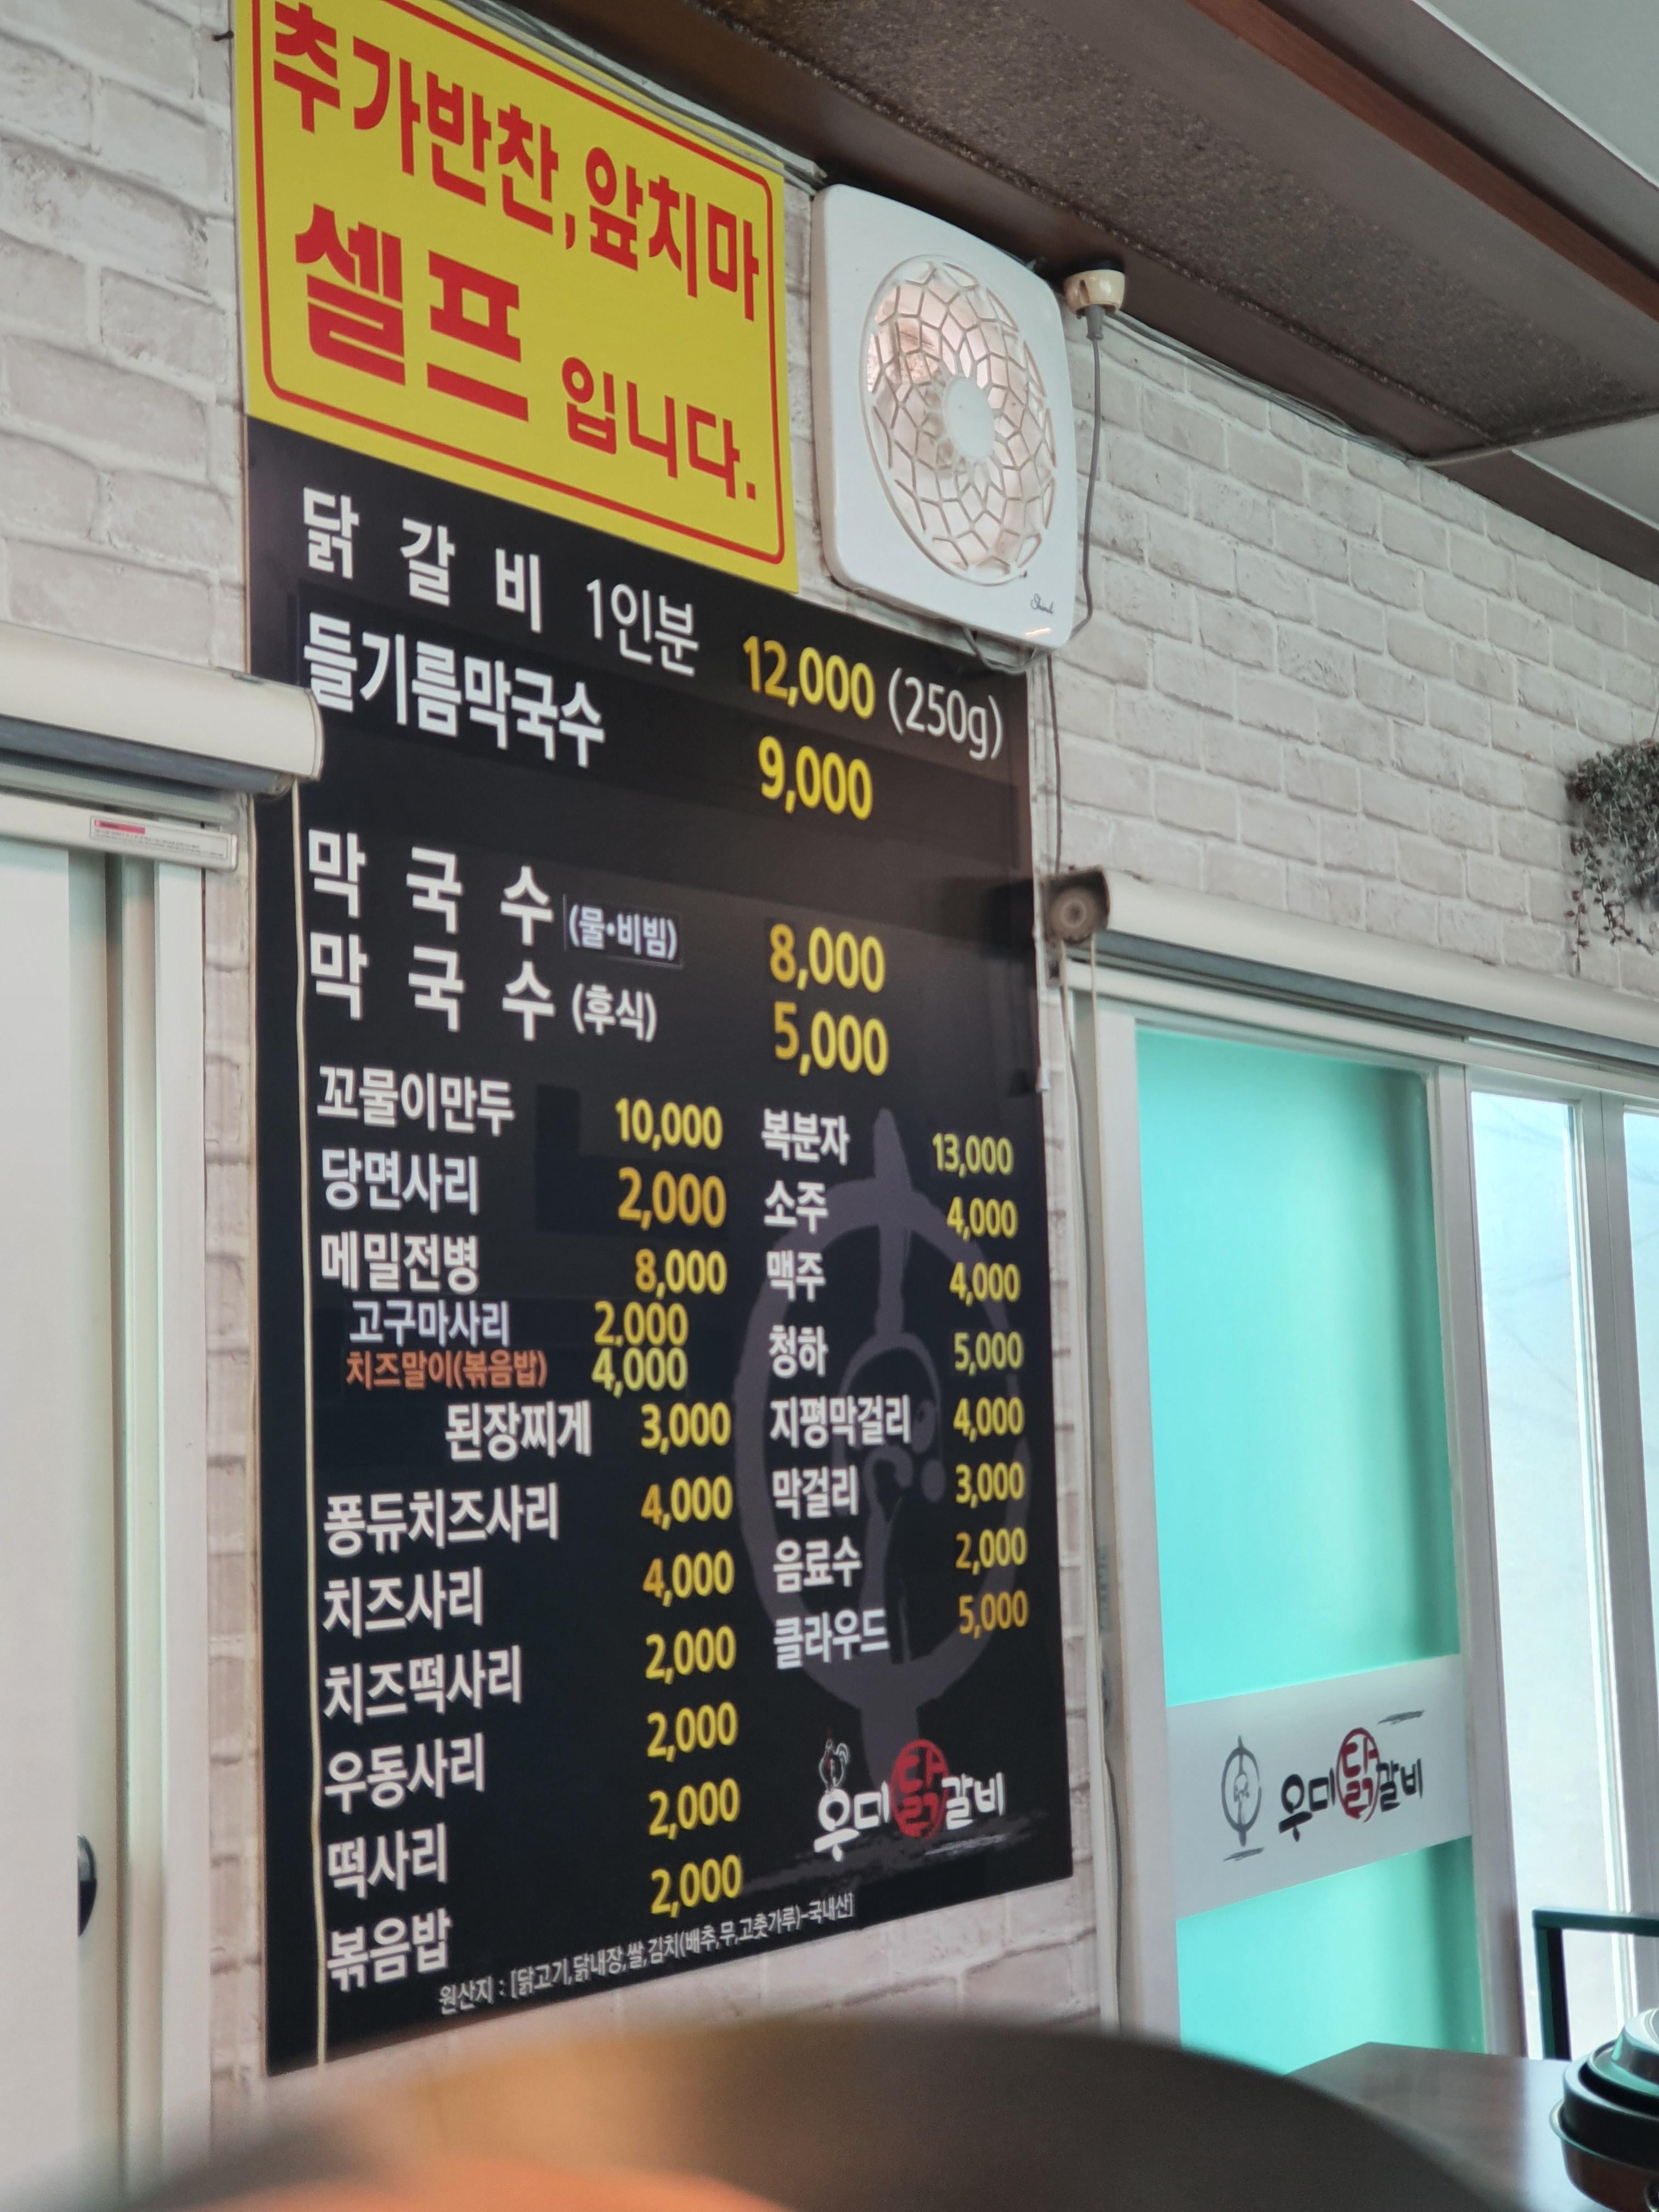 추가반찬, 앞치마
셀프 입니다.
닭 갈 비 1인분 12,000 (250g)
들기름막국수 9,000
막 국 수 (물•비빔) 8,000
막 국 수 (후식) 5,000
꼬물이만두 10,000
당면사리 2,000
메밀전병 8,000
고구마사리 2,000
치즈말이(볶음밥) 4,000
된장찌게 3,000
퐁듀치즈사리 4,000
치즈사리 4,000
치즈떡사리 2,000
우동사리 2,000
떡사리 2,000
볶음밥 2,000
복분자 13,000
소주 4,000
맥주 4,000
청하 5,000
지평막걸리 4,000
막걸리 3,000
음료수 2,000
클라우드 5,000
우미닭갈비
원산지 : [닭고기,닭내장,쌀,김치(배추,무,고춧가루)-국내산]
우미닭갈비